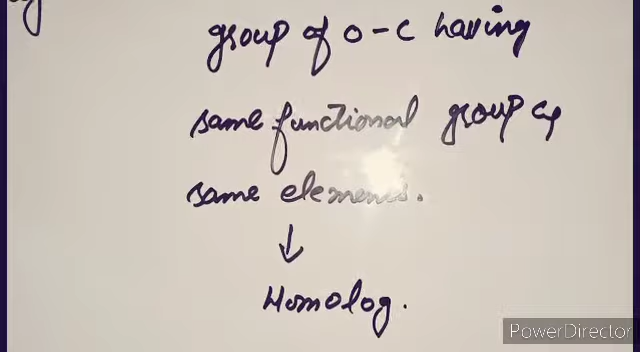 group of o-c having
same functional group &
same elements.
↓
Homolog.
PowerDirector